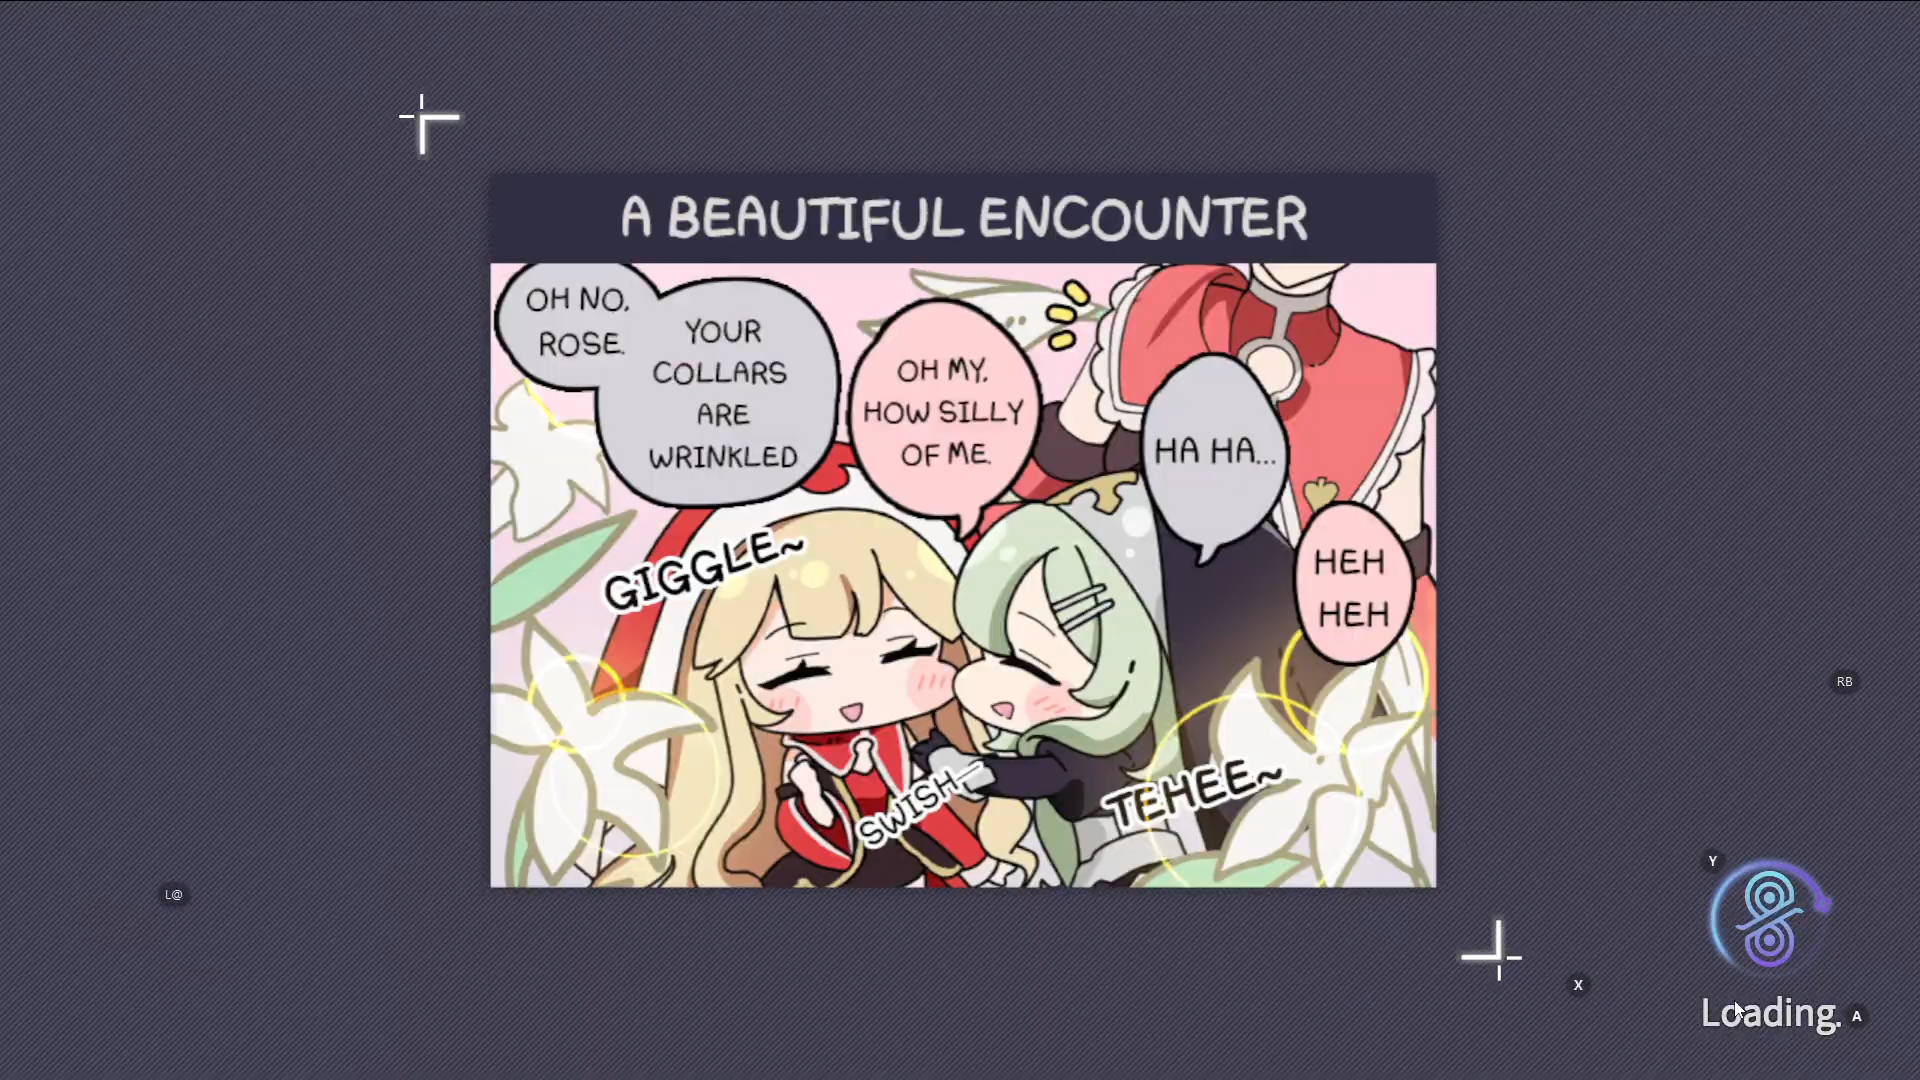 A BEAUTIFUL ENCOUNTER
OH NO,
ROSE.
YOUR
COLLARS
ARE
WRINKLED
OH MY,
HOW SILLY
OF ME.
HA HA...
HEH
HEH
GIGGLE~
SWISH—
TEHEE~
RB
L@
Y
X
Loading.
A